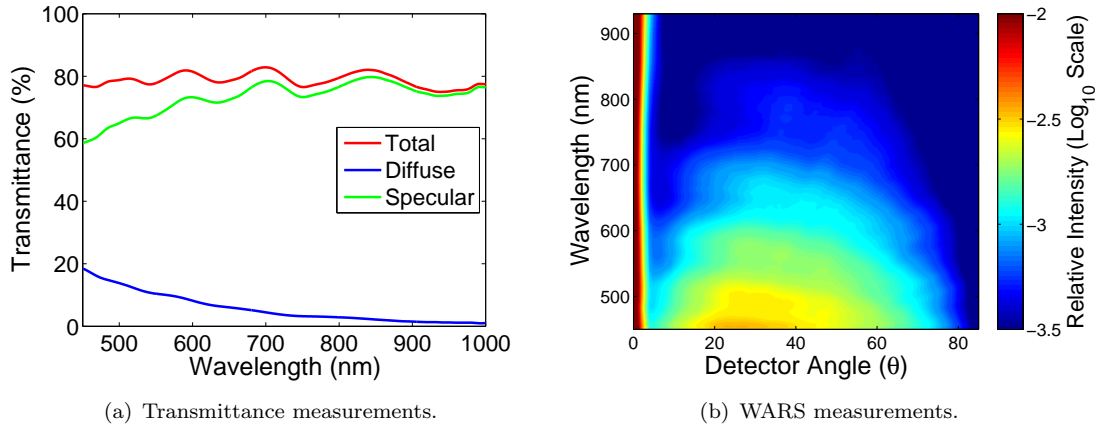 100
80
60
40
20
0
Transmittance (%)
Total
Diffuse
Specular
500 600 700 800 900 1000
Wavelength (nm)
(a) Transmittance measurements.
900
800
700
600
500
Wavelength (nm)
0 20 40 60 80
Detector Angle (θ)
-2
-2.5
-3
-3.5
Relative Intensity (Log10 Scale)
(b) WARS measurements.